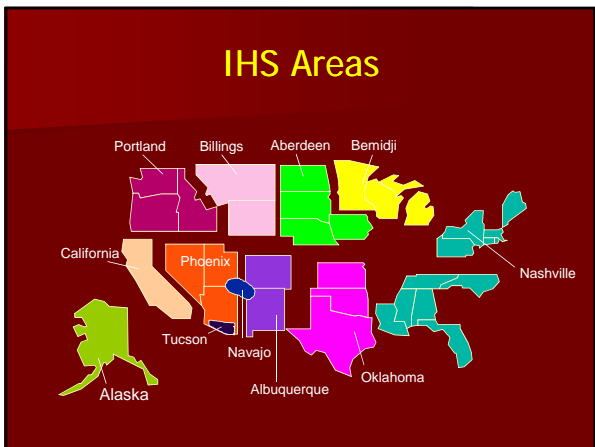 IHS Areas
Portland
Billings
Aberdeen
Bemidji
California
Phoenix
Nashville
Tucson
Navajo
Albuquerque
Oklahoma
Alaska